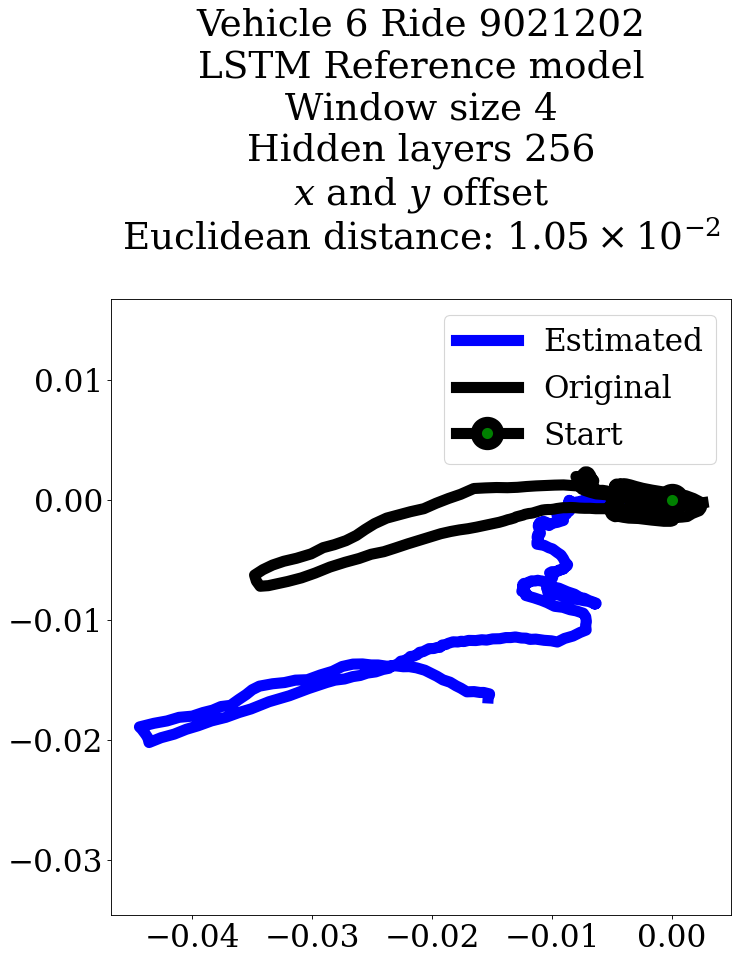 Vehicle 6 Ride 9021202
LSTM Reference model
Window size 4
Hidden layers 256
x and y offset
Euclidean distance: 1.05 × 10⁻²
Estimated
Original
Start
0.01
0.00
−0.01
−0.02
−0.03
−0.04 −0.03 −0.02 −0.01 0.00